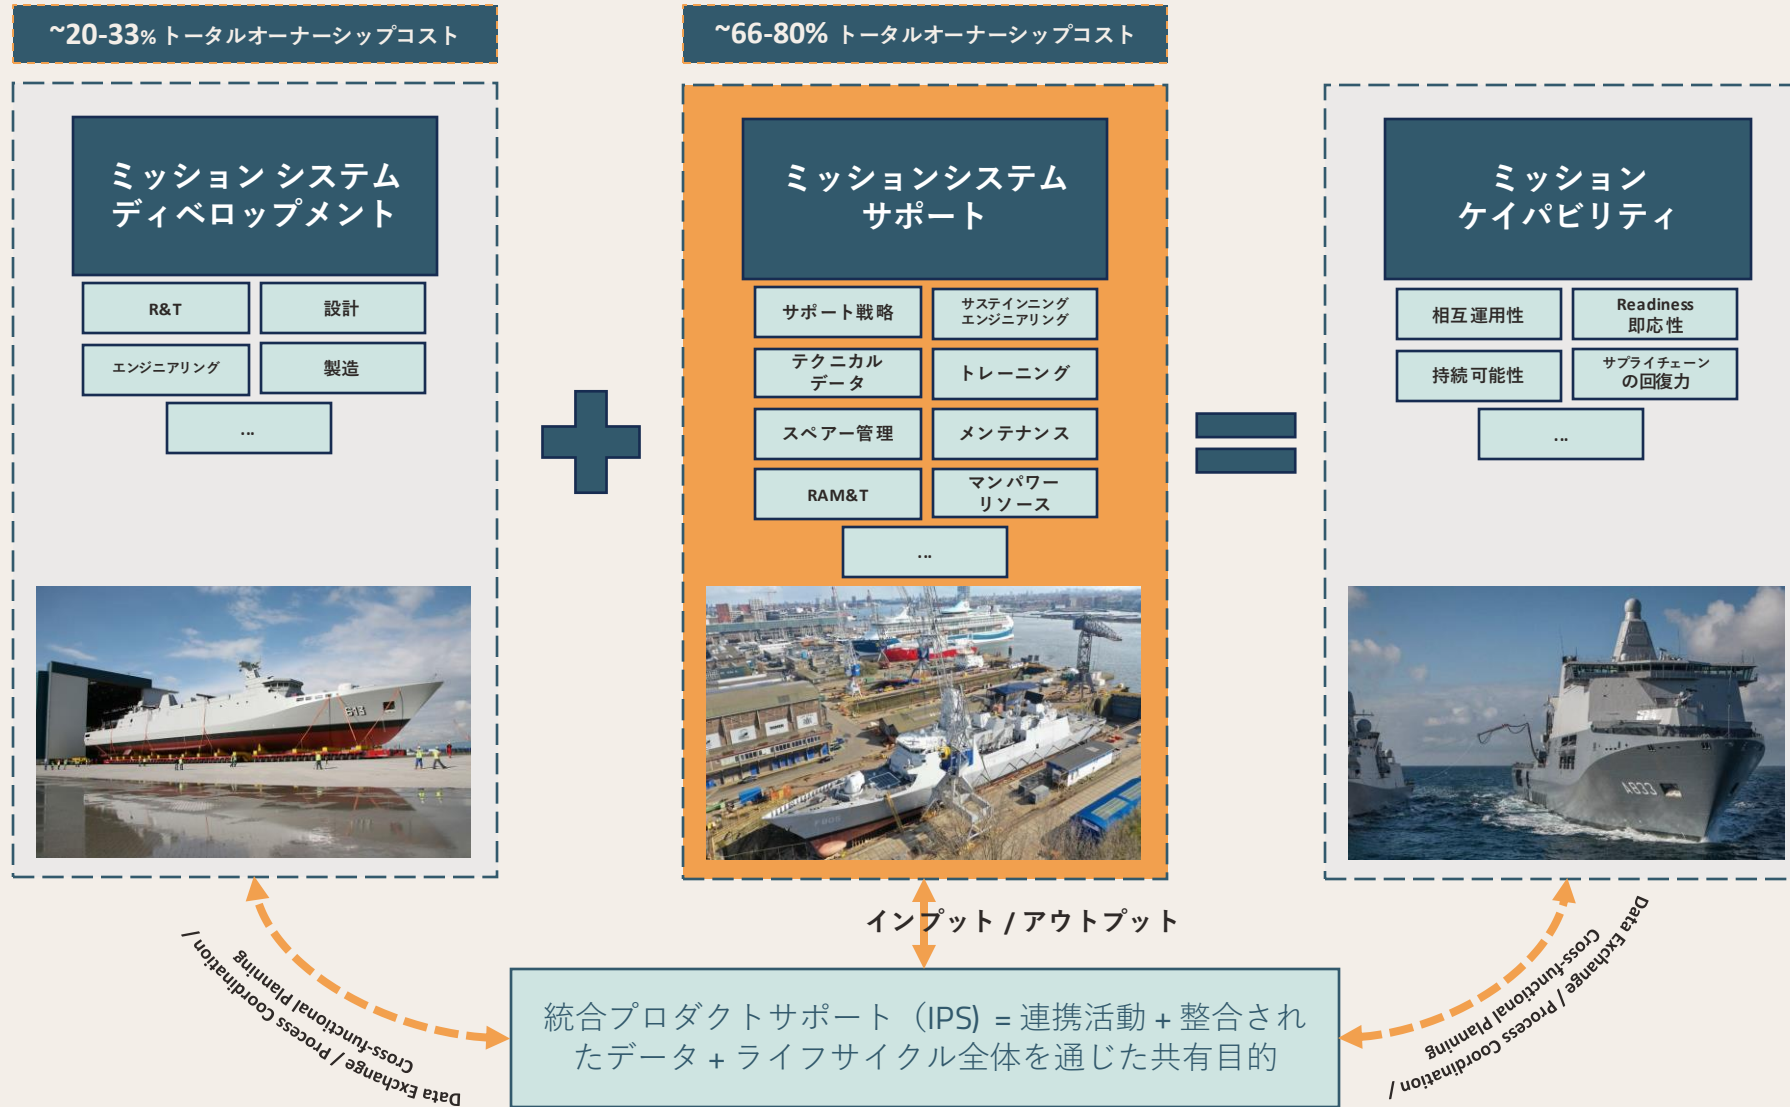 ~20-33% トータルオーナーシップコスト
~66-80% トータルオーナーシップコスト
ミッション システム
ディベロップメント
R&T
設計
エンジニアリング
製造
...
ミッションシステム
サポート
サポート戦略
サステインニング
エンジニアリング
テクニカル
データ
トレーニング
スペアー管理
メンテナンス
RAM&T
マンパワー
リソース
...
ミッション
ケイパビリティ
相互運用性
Readiness
即応性
持続可能性
サプライチェーン
の回復力
...
613
F805
A833
インプット / アウトプット
Data Exchange / Process Coordination /
Cross-functional Planning
Data Exchange / Process Coordination /
Cross-functional Planning
統合プロダクトサポート（IPS) = 連携活動 + 整合され
たデータ + ライフサイクル全体を通じた共有目的